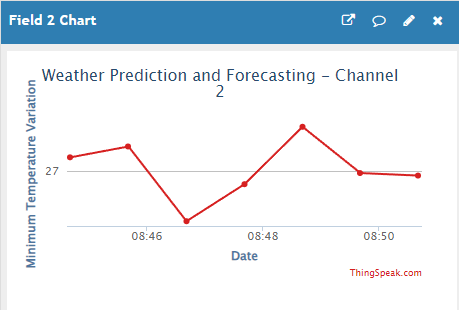 Field 2 Chart
Weather Prediction and Forecasting - Channel
2
Minimum Temperature Variation
27
08:46 08:48 08:50
Date
ThingSpeak.com